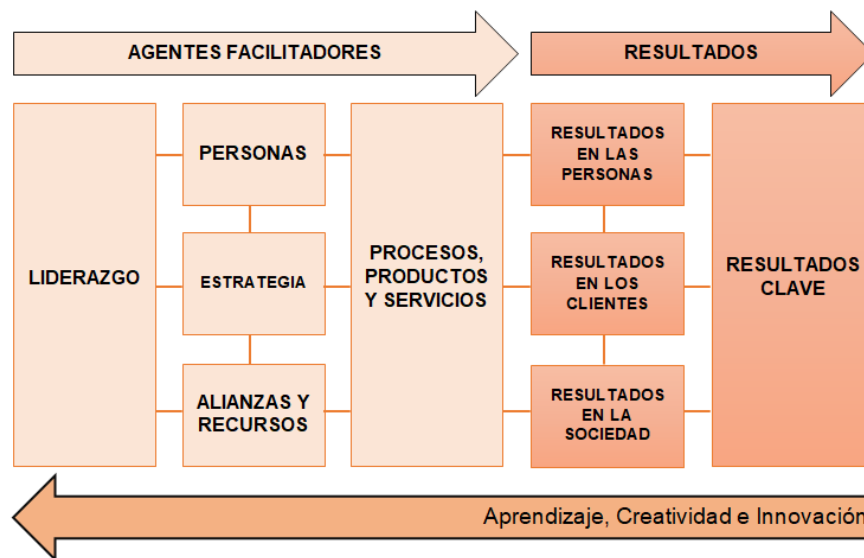 AGENTES FACILITADORES
RESULTADOS
LIDERAZGO
PERSONAS
ESTRATEGIA
ALIANZAS Y
RECURSOS
PROCESOS,
PRODUCTOS
Y SERVICIOS
RESULTADOS
EN LAS
PERSONAS
RESULTADOS
EN LOS
CLIENTES
RESULTADOS
EN LA
SOCIEDAD
RESULTADOS
CLAVE
Aprendizaje, Creatividad e Innovación